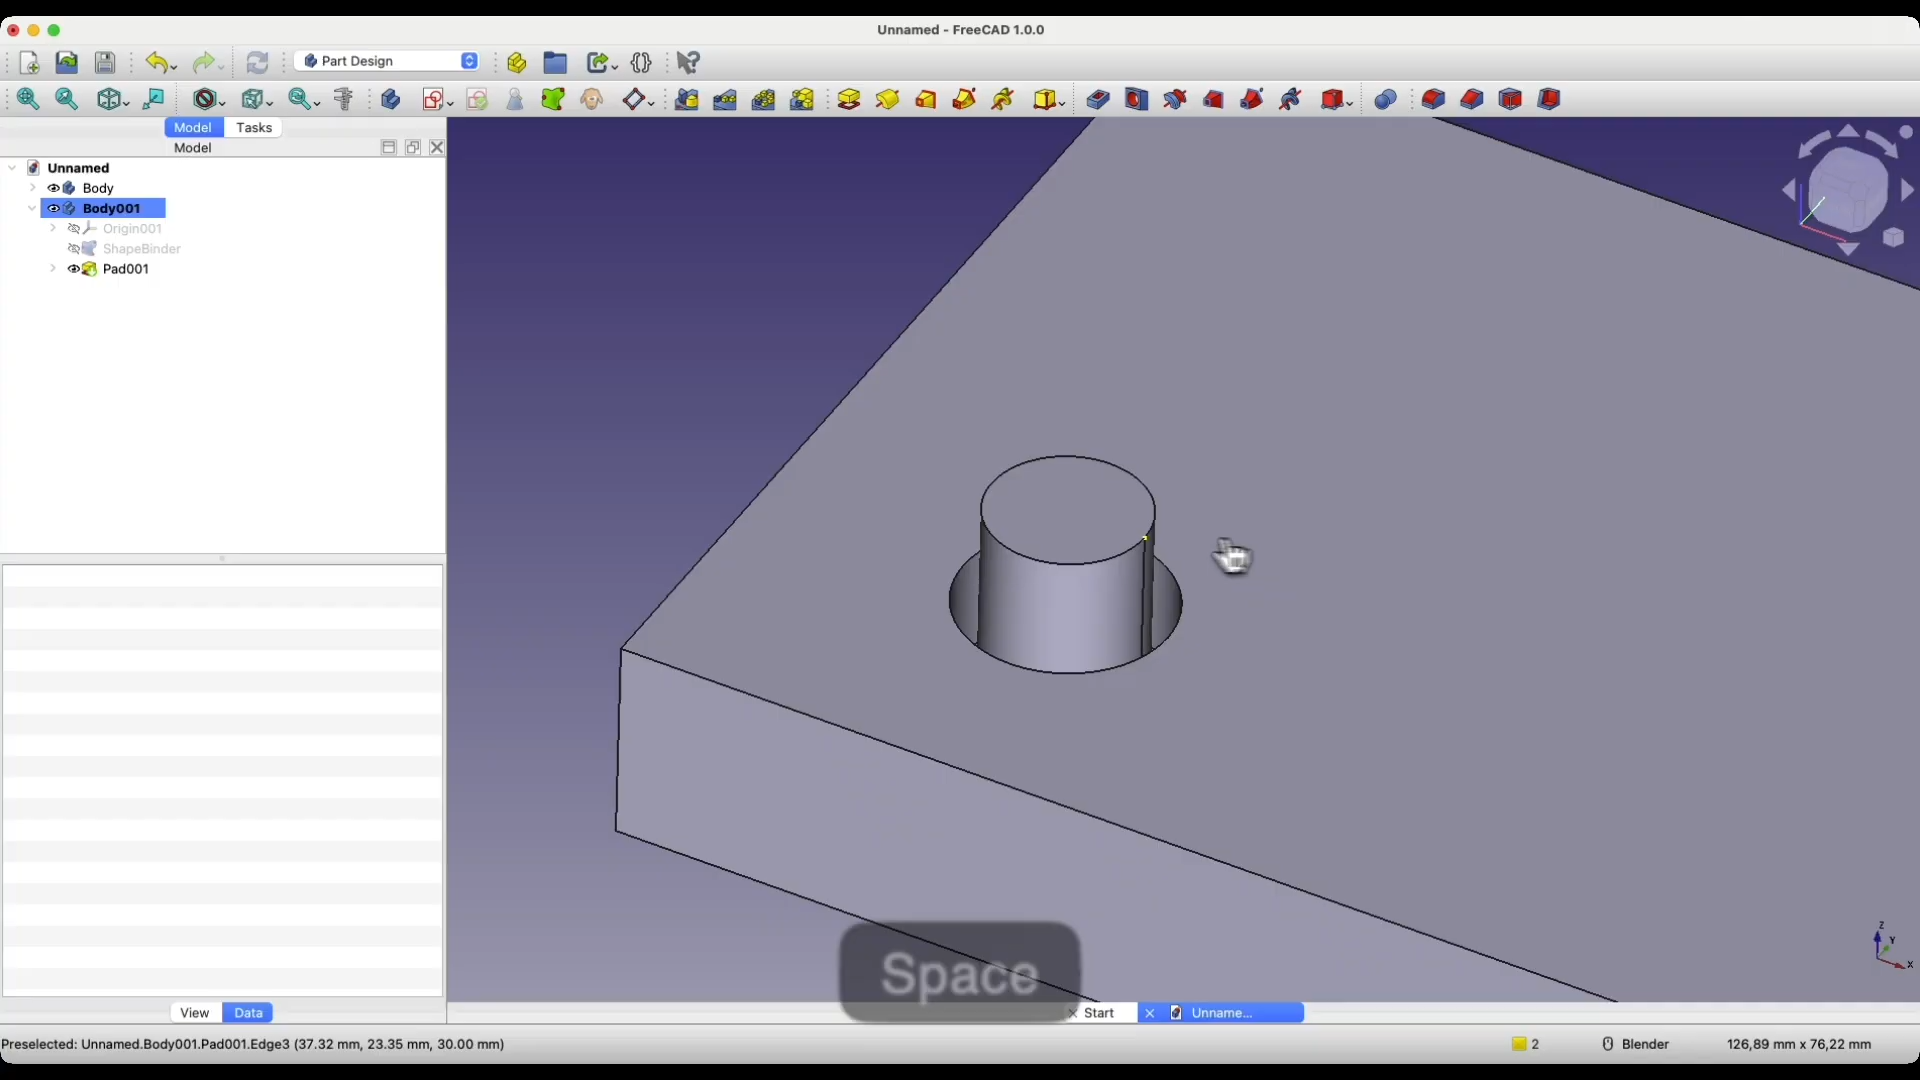 Unnamed - FreeCAD 1.0.0
Part Design
Model
Tasks
Model
Unnamed
Body
Body001
Origin001
ShapeBinder
Pad001
Z
Y
X
Space
View
Data
Start
Unname...
Preselected: Unnamed.Body001.Pad001.Edge3 (37.32 mm, 23.35 mm, 30.00 mm)
2
Blender
126,89 mm x 76,22 mm